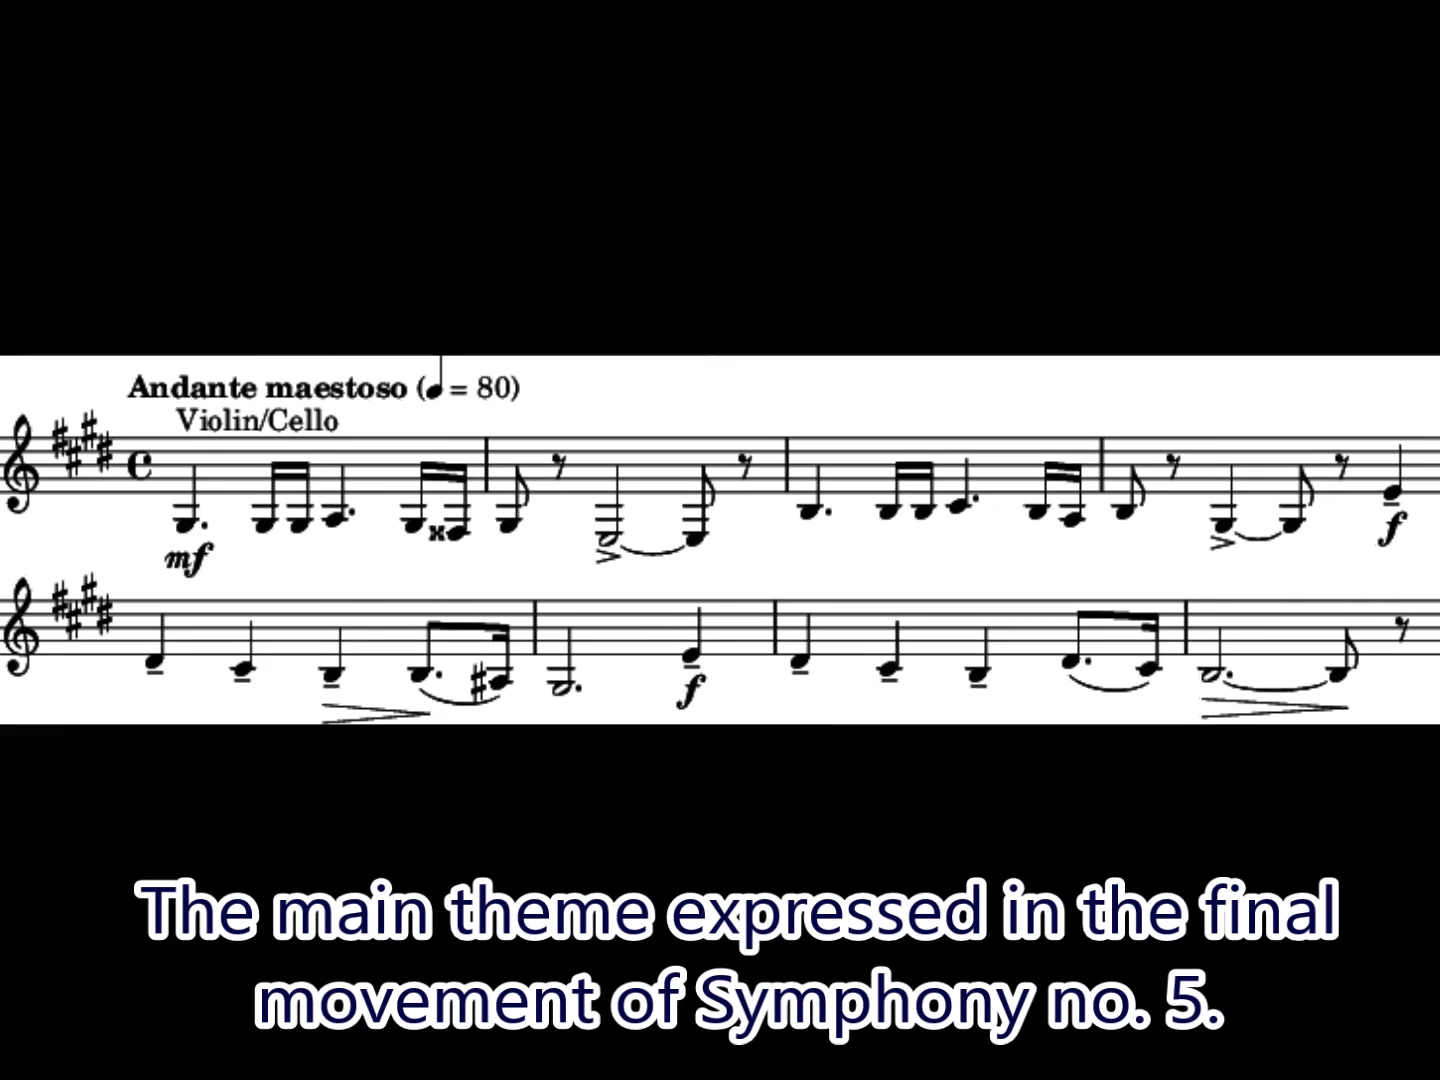 Andante maestoso (♩ = 80)
Violin/Cello
mf
f
f
The main theme expressed in the final
movement of Symphony no. 5.